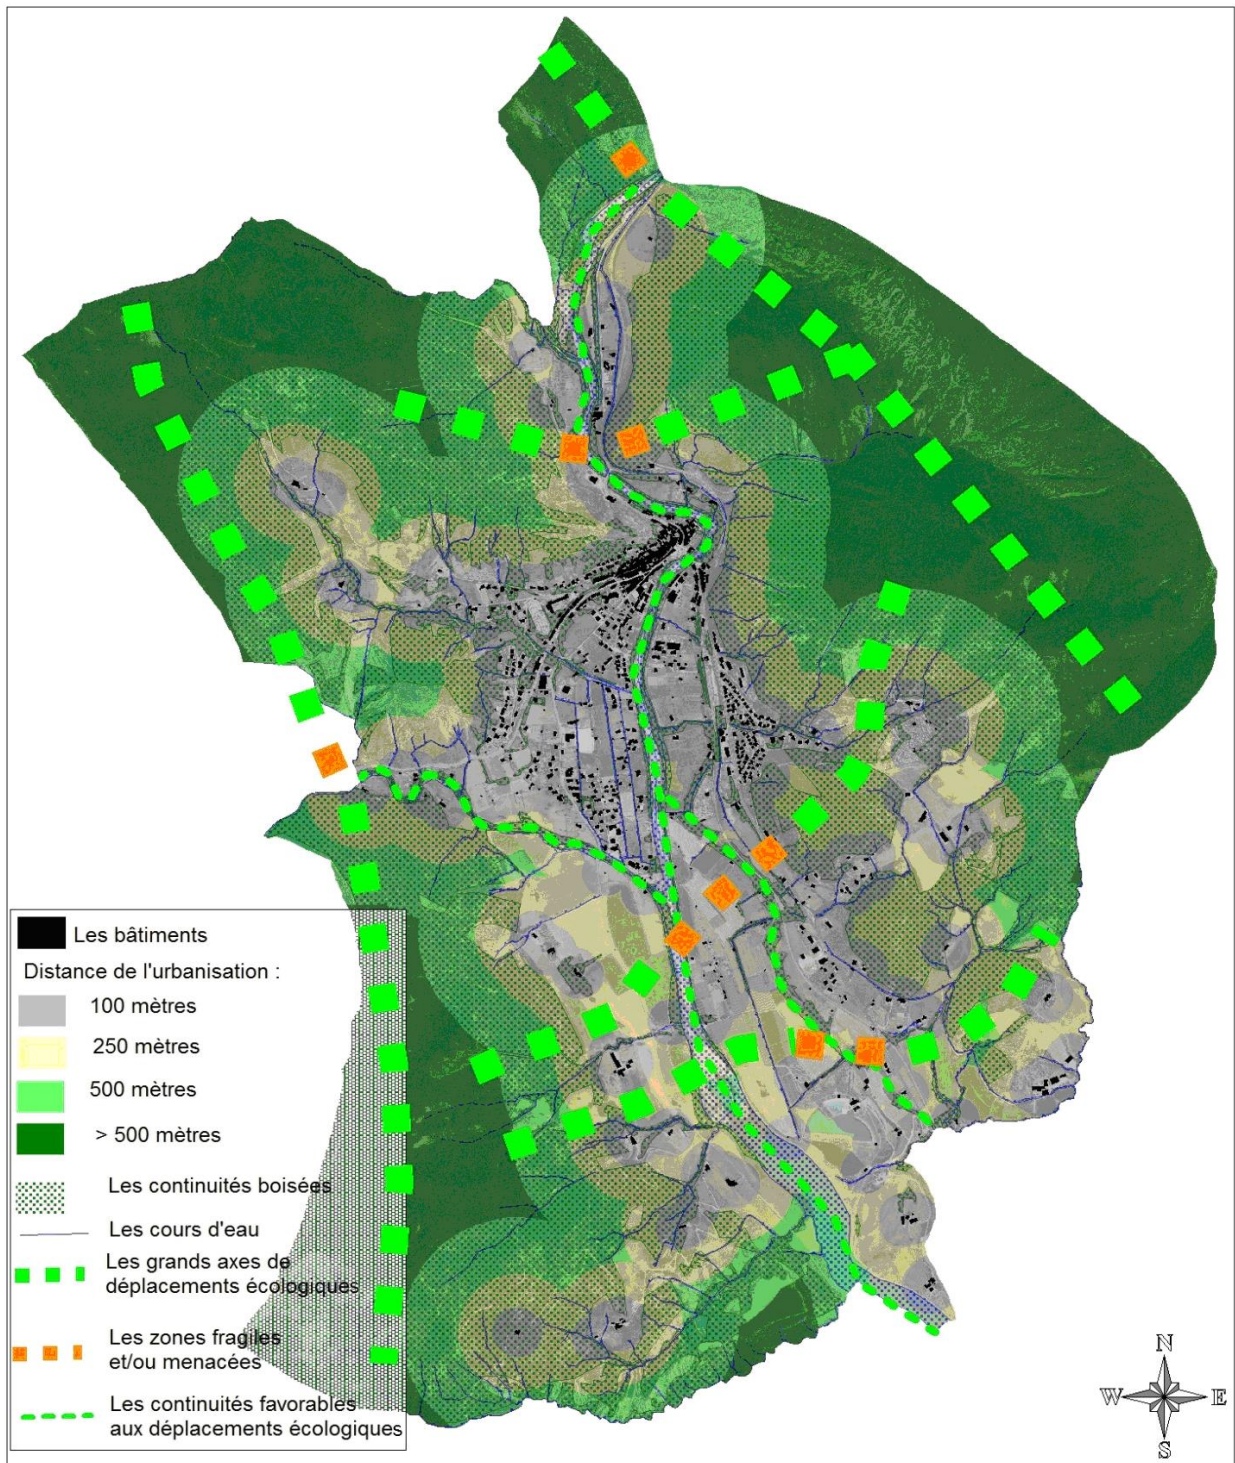 Les bâtiments
Distance de l'urbanisation :
100 mètres
250 mètres
500 mètres
> 500 mètres
Les continuités boisées
Les cours d'eau
Les grands axes de
déplacements écologiques
Les zones fragiles
et/ou menacées
Les continuités favorables
aux déplacements écologiques
N
W
E
S